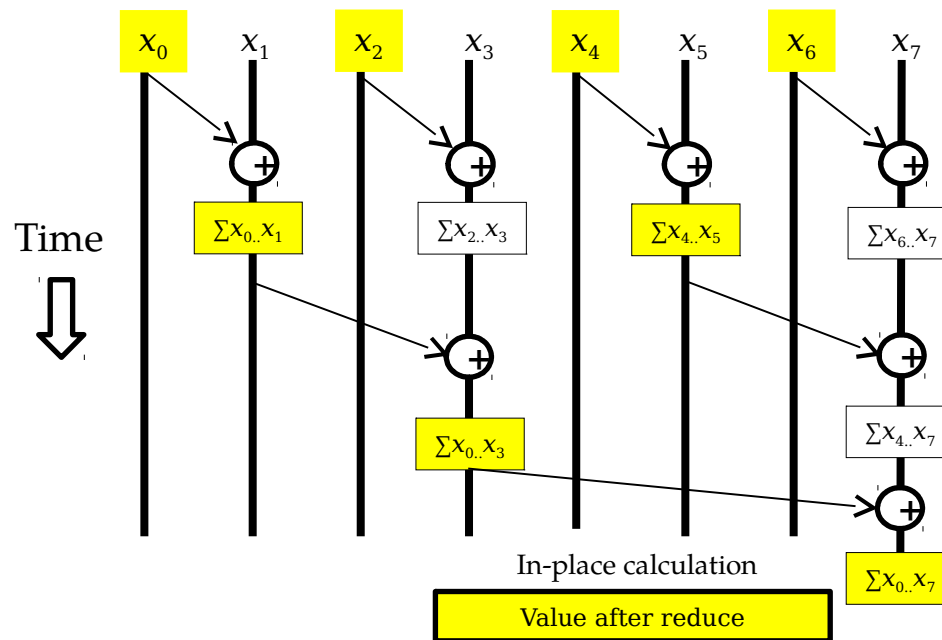 x₀ x₁ x₂ x₃ x₄ x₅ x₆ x₇
+ + + +
∑x₀..x₁ ∑x₂..x₃ ∑x₄..x₅ ∑x₆..x₇
Time
+ +
∑x₀..x₃ ∑x₄..x₇
+
In-place calculation
∑x₀..x₇
Value after reduce